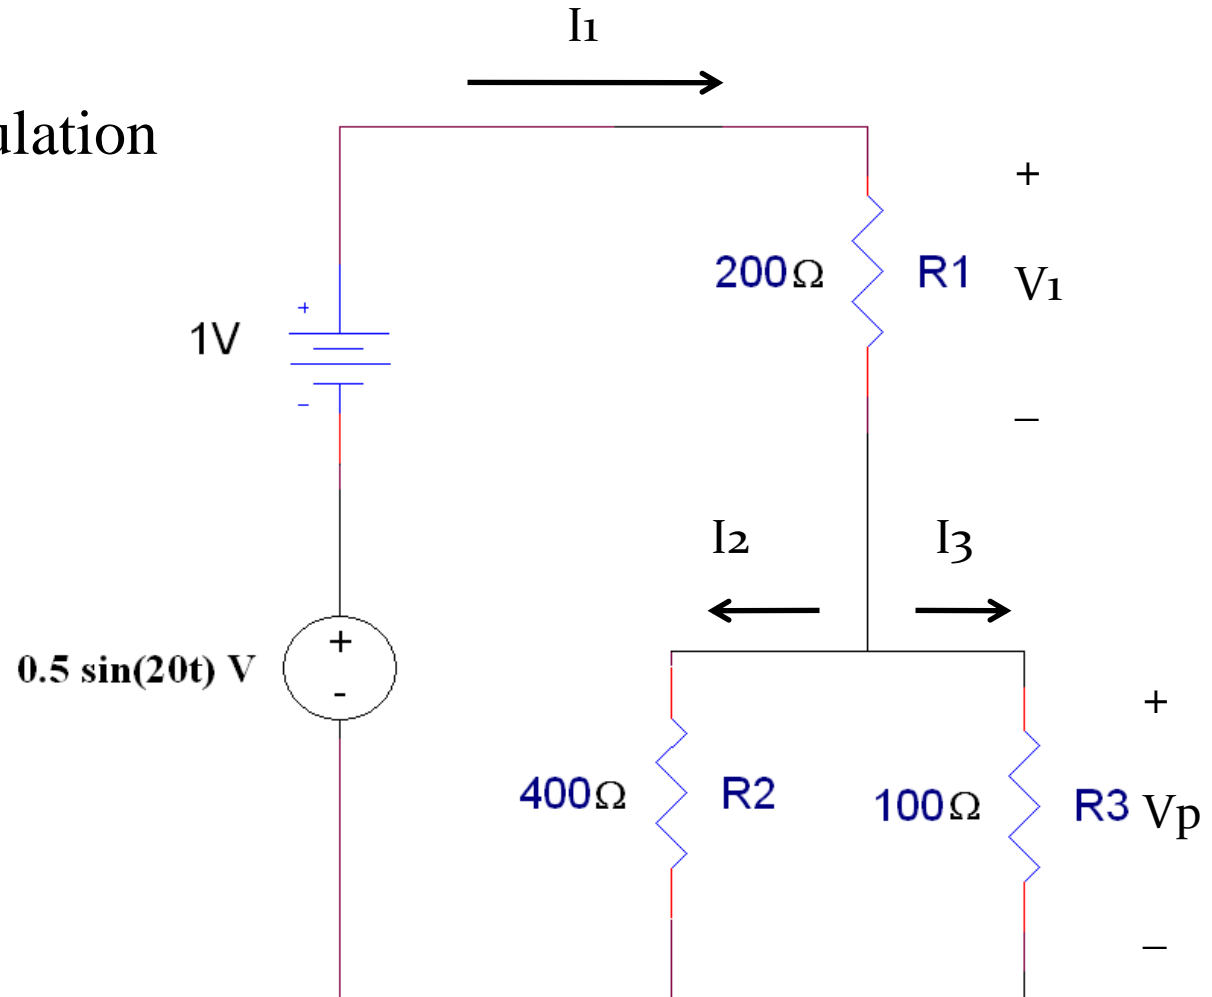 I1
ulation
+
200Ω R1 V1
+
1V
–
–
I2 I3
+
0.5 sin(20t) V
-
+
400Ω R2 100Ω R3 Vp
–